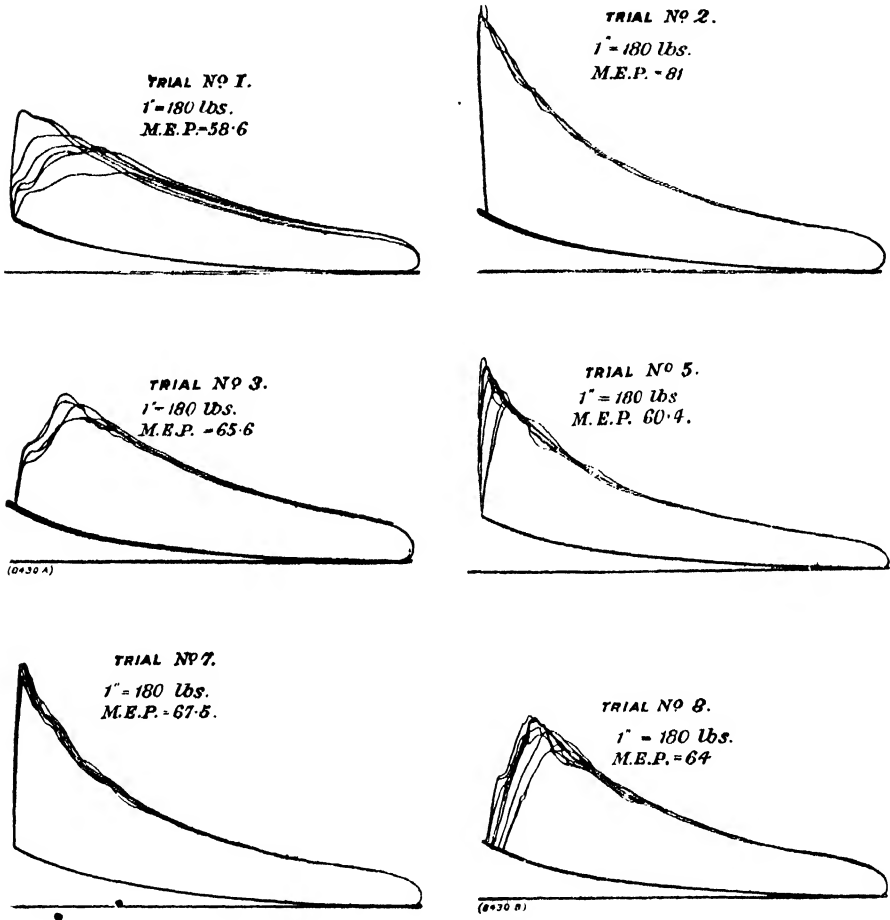 TRIAL Nº 1.
1"=180 lbs.
M.E.P.=58·6
TRIAL Nº 2.
1"=180 lbs.
M.E.P.=81
TRIAL Nº 3.
1"=180 lbs.
M.E.P. =65·6
(8430 A)
TRIAL Nº 5.
1"=180 lbs
M.E.P. 60·4.
TRIAL Nº 7.
1"=180 lbs.
M.E.P.=67·5.
TRIAL Nº 8.
1" = 180 lbs.
M.E.P.=64
(8430 B)